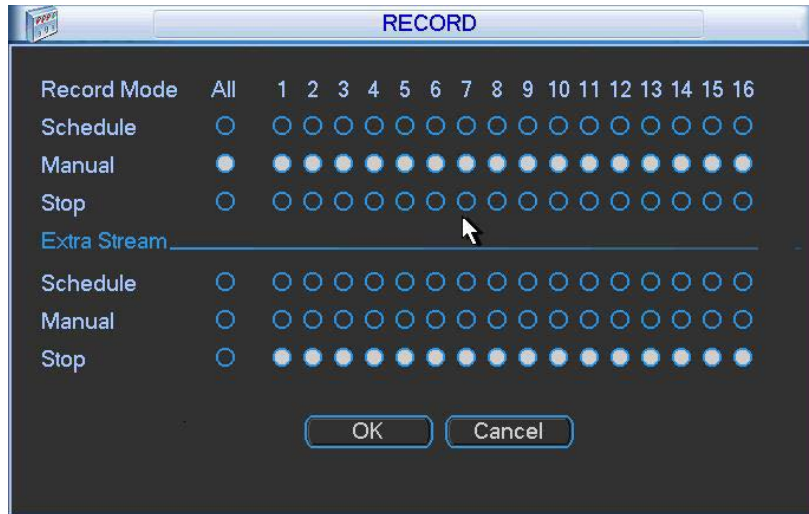 RECORD
Record Mode All 1 2 3 4 5 6 7 8 9 10 11 12 13 14 15 16
Schedule
Manual
Stop
Extra Stream
Schedule
Manual
Stop
OK Cancel